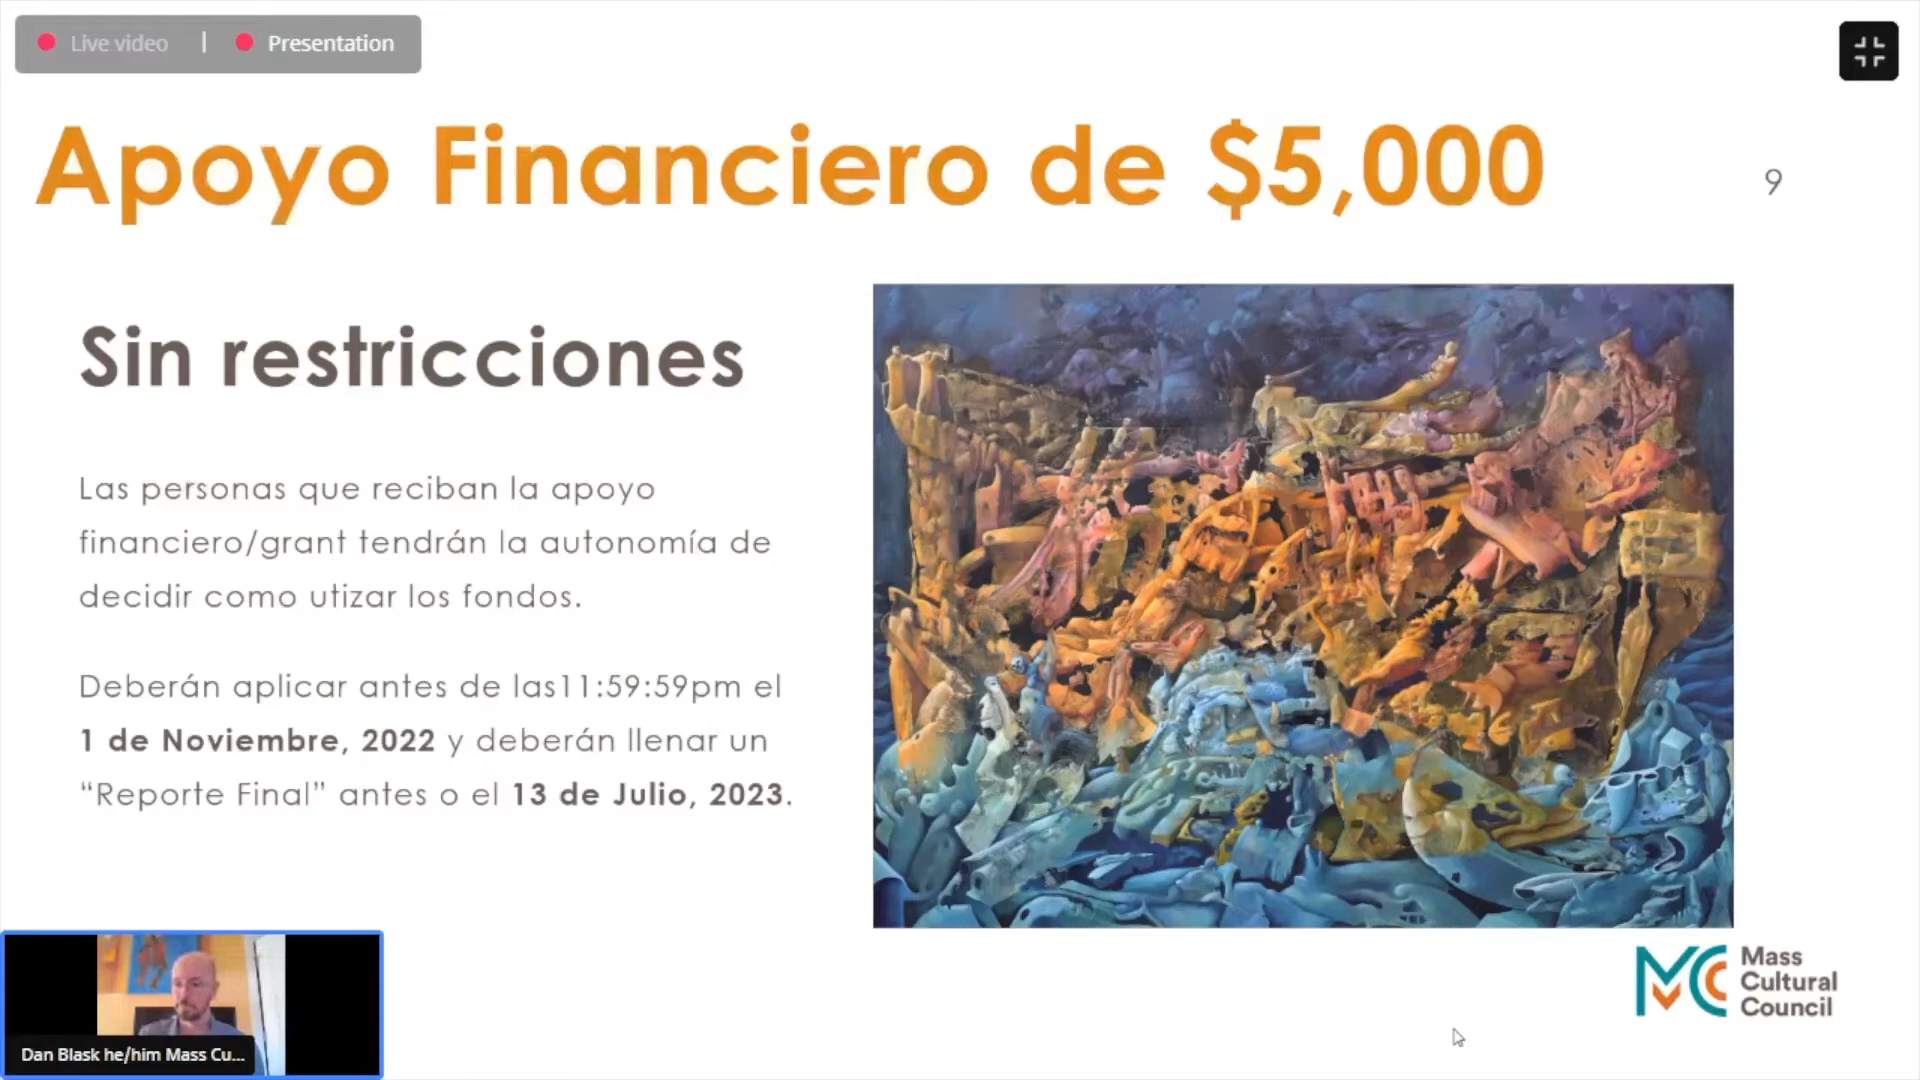 Live video | Presentation
Apoyo Financiero de $5,000
9
Sin restricciones
Las personas que reciban la apoyo
financiero/grant tendrán la autonomía de
decidir como utizar los fondos.
Deberán aplicar antes de las11:59:59pm el
1 de Noviembre, 2022 y deberán llenar un
“Reporte Final” antes o el 13 de Julio, 2023.
Mass
Cultural
Council
Dan Blask he/him Mass Cu...